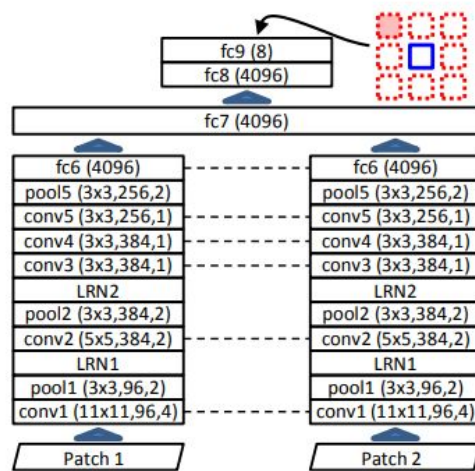 fc9 (8)
fc8 (4096)
fc7 (4096)
fc6 (4096)
pool5 (3x3,256,2)
conv5 (3x3,256,1)
conv4 (3x3,384,1)
conv3 (3x3,384,1)
LRN2
pool2 (3x3,384,2)
conv2 (5x5,384,2)
LRN1
pool1 (3x3,96,2)
conv1 (11x11,96,4)
Patch 1
fc6 (4096)
pool5 (3x3,256,2)
conv5 (3x3,256,1)
conv4 (3x3,384,1)
conv3 (3x3,384,1)
LRN2
pool2 (3x3,384,2)
conv2 (5x5,384,2)
LRN1
pool1 (3x3,96,2)
conv1 (11x11,96,4)
Patch 2